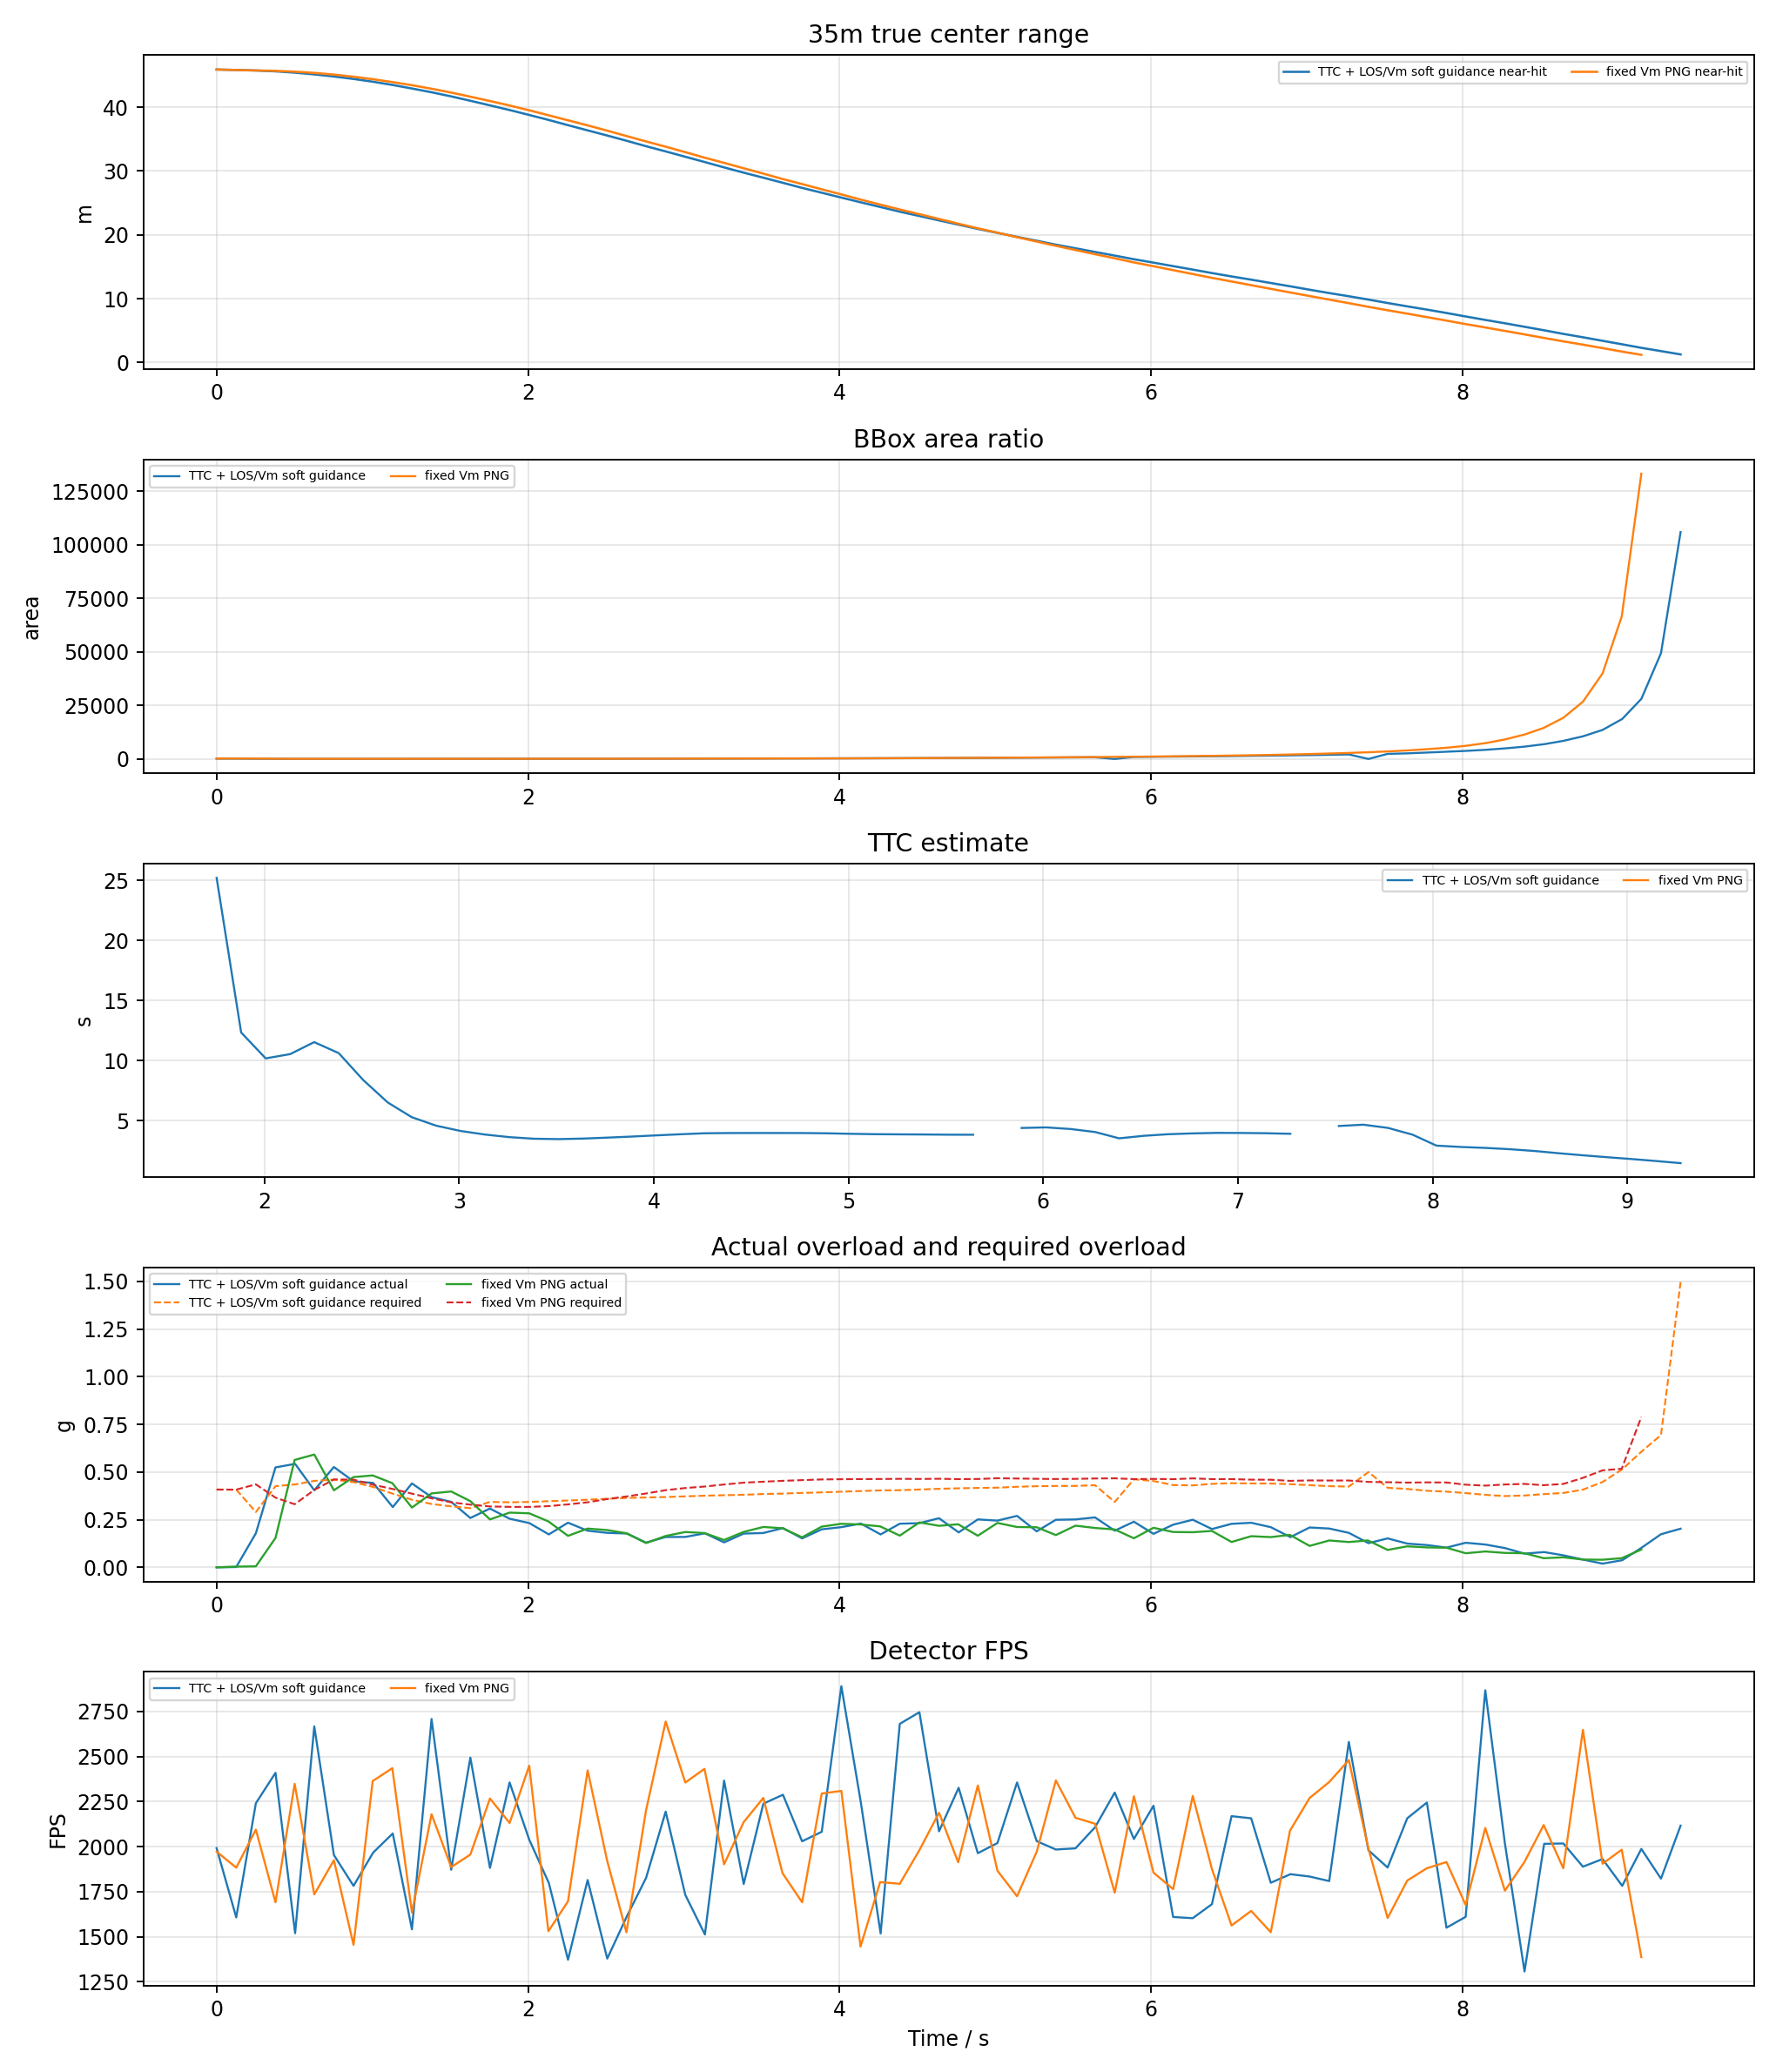 35m true center range
TTC + LOS/Vm soft guidance near-hit fixed Vm PNG near-hit
m
40
30
20
10
0
0 2 4 6 8
BBox area ratio
TTC + LOS/Vm soft guidance fixed Vm PNG
area
125000
100000
75000
50000
25000
0
0 2 4 6 8
TTC estimate
TTC + LOS/Vm soft guidance fixed Vm PNG
s
25
20
15
10
5
2 3 4 5 6 7 8 9
Actual overload and required overload
TTC + LOS/Vm soft guidance actual fixed Vm PNG actual
TTC + LOS/Vm soft guidance required fixed Vm PNG required
g
1.50
1.25
1.00
0.75
0.50
0.25
0.00
0 2 4 6 8
Detector FPS
TTC + LOS/Vm soft guidance fixed Vm PNG
FPS
2750
2500
2250
2000
1750
1500
1250
0 2 4 6 8
Time / s